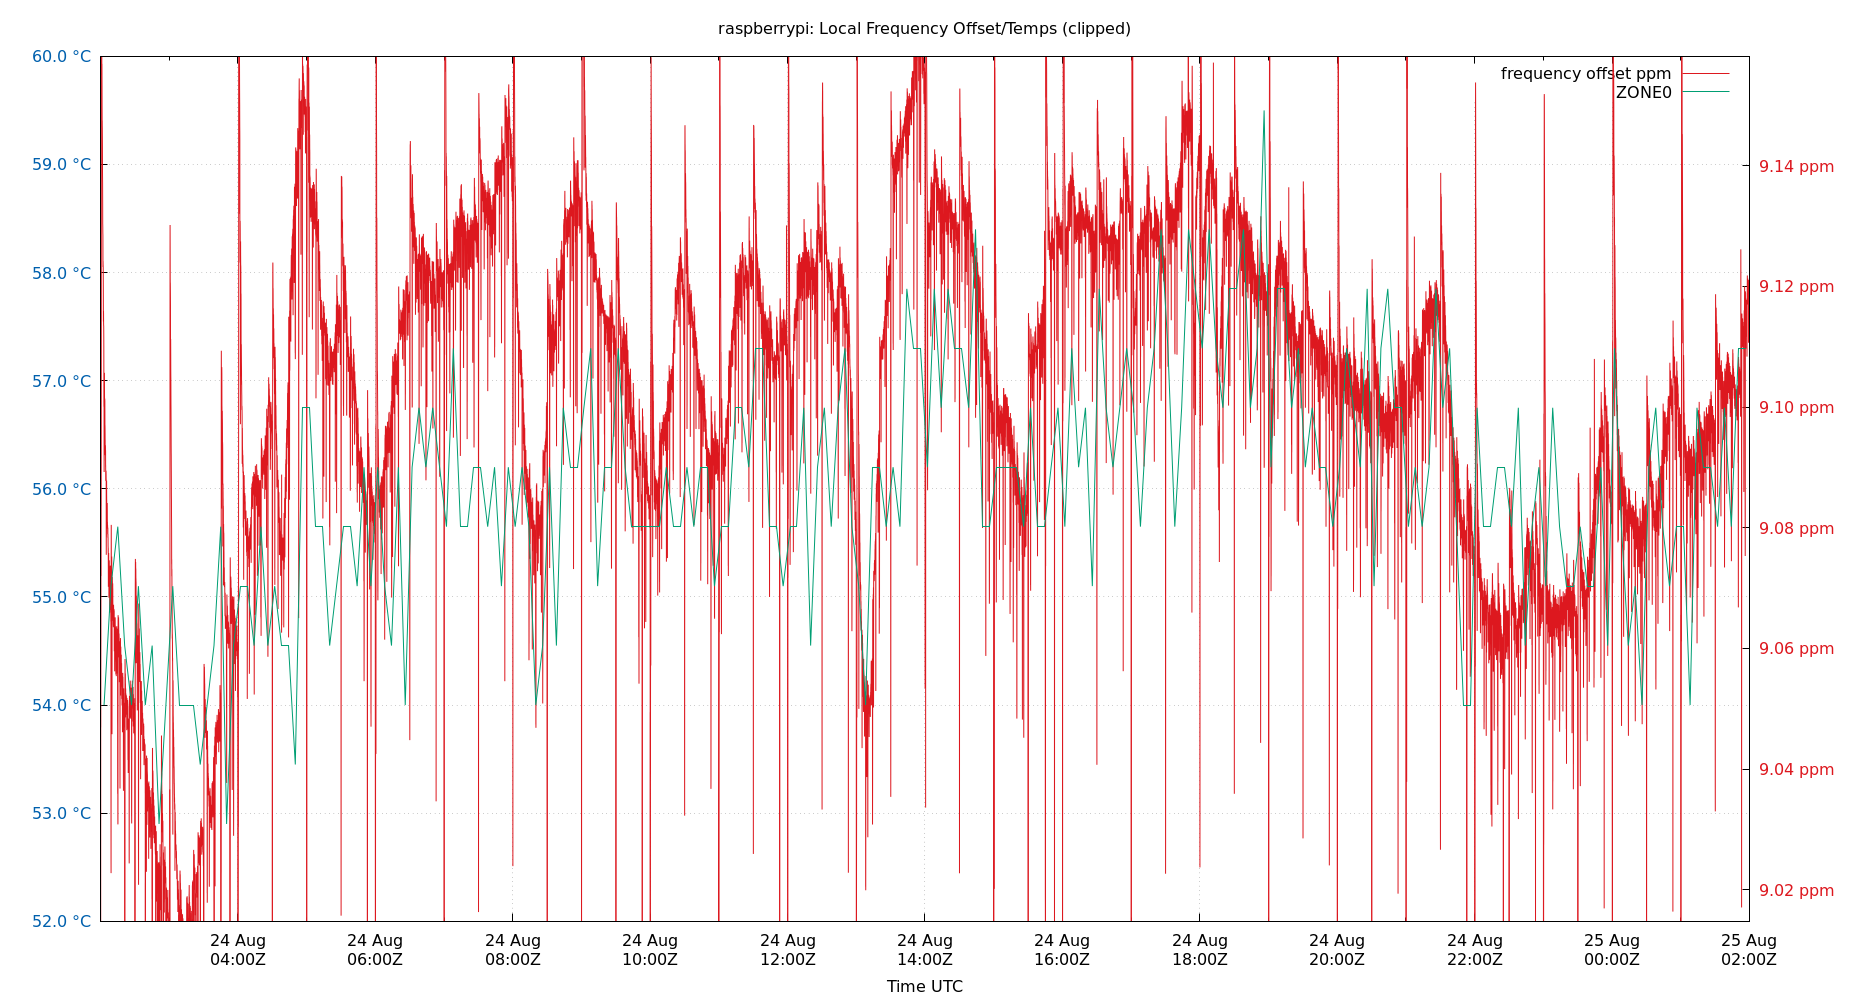 raspberrypi: Local Frequency Offset/Temps (clipped)
60.0 °C
59.0 °C
58.0 °C
57.0 °C
56.0 °C
55.0 °C
54.0 °C
53.0 °C
52.0 °C
frequency offset ppm
ZONE0
9.14 ppm
9.12 ppm
9.10 ppm
9.08 ppm
9.06 ppm
9.04 ppm
9.02 ppm
24 Aug 24 Aug 24 Aug 24 Aug 24 Aug 24 Aug 24 Aug 24 Aug 24 Aug 24 Aug 25 Aug 25 Aug
04:00Z 06:00Z 08:00Z 10:00Z 12:00Z 14:00Z 16:00Z 18:00Z 20:00Z 22:00Z 00:00Z 02:00Z
Time UTC